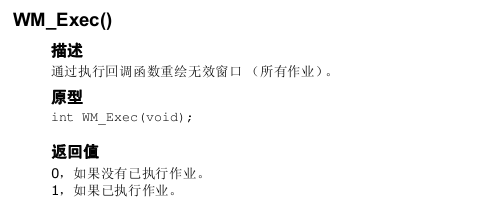 WM_Exec()
描述
通过执行回调函数重绘无效窗口 （所有作业）。
原型
int WM_Exec(void);
返回值
0，如果没有已执行作业。
1，如果已执行作业。